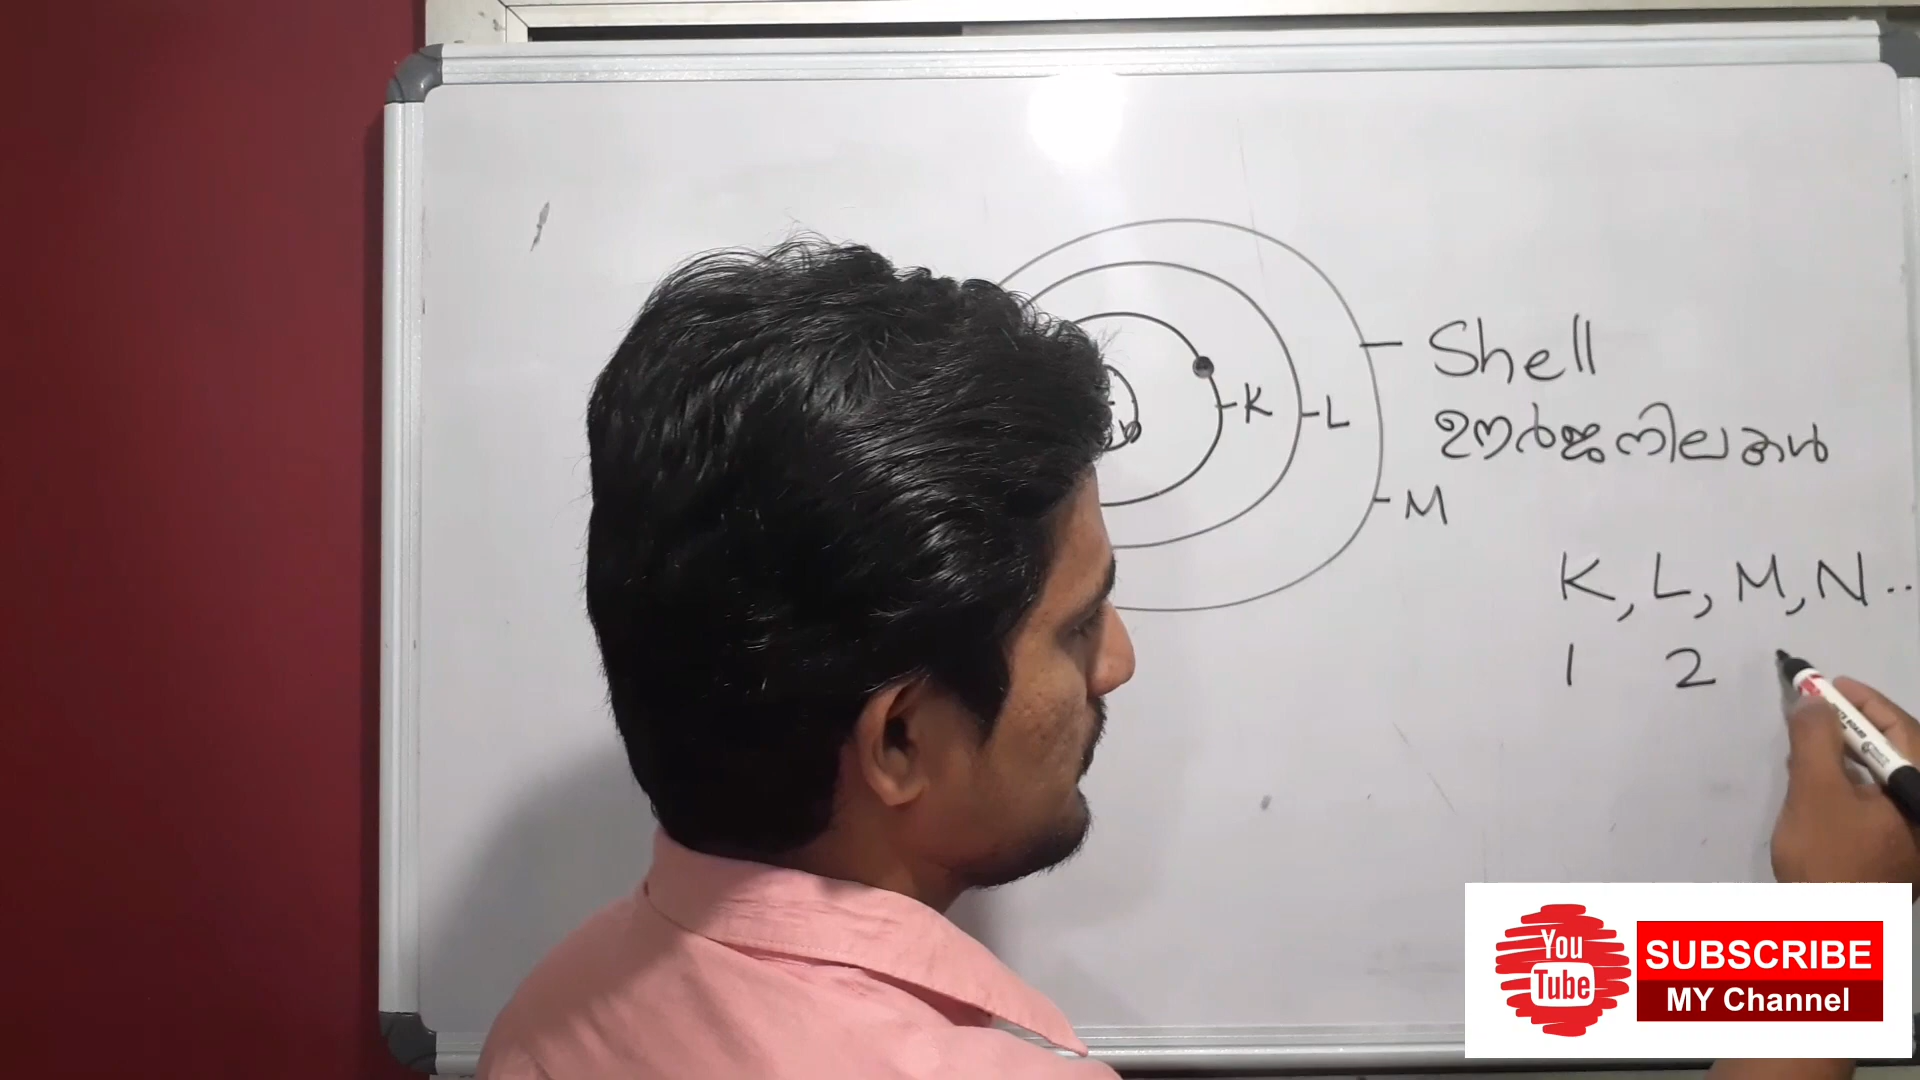 Shell
K
L
ഊർജനിലകൾ
M
K, L, M, N..
1 2
You
Tube
SUBSCRIBE
MY Channel